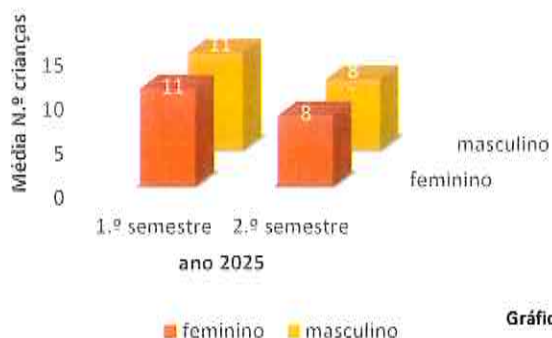 Média N.º crianças
15
10
5
0
11
11
8
8
masculino
feminino
1.º semestre 2.º semestre
ano 2025
feminino masculino